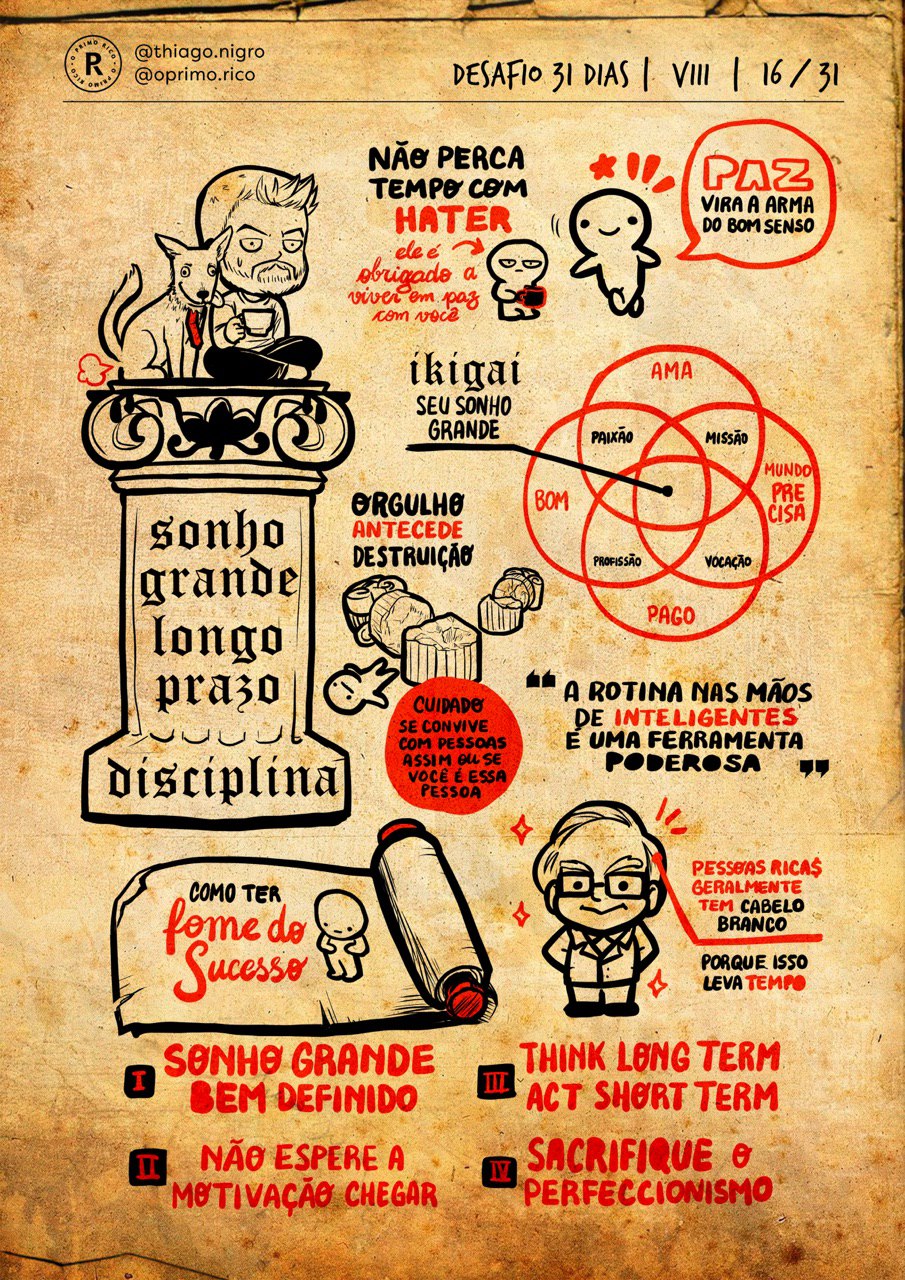 R
O PRIMO RICO · O PRIMO RICO
@thiago.nigro
@oprimo.rico
DESAFIO 31 DIAS | VIII | 16 / 31
NÃO PERCA
TEMPO COM
HATER
ele é
obrigado a
viver em paz
com você
PAZ
VIRA A ARMA
DO BOM SENSO
ikigai
SEU SONHO
GRANDE
AMA
PAIXÃO
MISSÃO
BOM
MUNDO
PRE
CISA
PROFISSÃO
VOCAÇÃO
PAGO
ORGULHO
ANTECEDE
DESTRUIÇÃO
CUIDADO
SE CONVIVE
COM PESSOAS
ASSIM OU SE
VOCÊ É ESSA
PESSOA
sonho
grande
longo
prazo
disciplina
❝ A ROTINA NAS MÃOS
DE INTELIGENTES
É UMA FERRAMENTA
PODEROSA ❞
COMO TER
fome do
Sucesso
PESSOAS RICA$
GERALMENTE
TEM CABELO
BRANCO
PORQUE ISSO
LEVA TEMPO
I SONHO GRANDE
BEM DEFINIDO
II NÃO ESPERE A
MOTIVAÇÃO CHEGAR
III THINK LONG TERM
ACT SHORT TERM
IV SACRIFIQUE O
PERFECCIONISMO